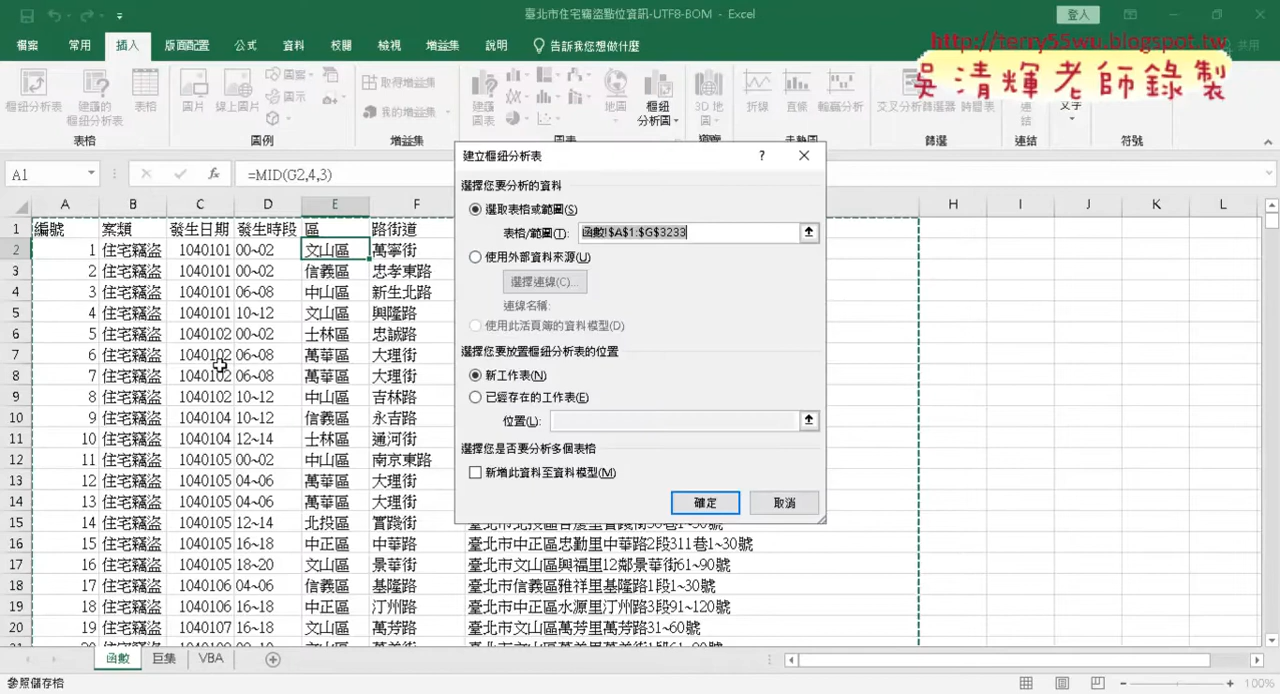 臺北市住宅竊盜點位資訊-UTF8-BOM - Excel
登入
http://terry55wu.blogspot.tw
檔案 常用 插入 版面配置 公式 資料 校閱 檢視 增益集 說明 告訴我您想做什麼 共用
吳清輝老師錄製
樞紐分析表 建議的 樞紐分析表 表格 圖片 線上圖片 圖案 圖示 取得增益集 我的增益集 建議 圖表 地圖 樞紐 分析圖 3D 地 圖 折線 直條 輸贏分析 交叉分析篩選器 時間表 連 結 文字
表格 圖例 增益集 圖表 導覽 走勢圖 篩選 連結 符號
A1 fx =MID(G2,4,3)
A B C D E F H I J K L
1 編號 案類 發生日期 發生時段 區 路街道
2 1 住宅竊盜 1040101 00~02 文山區 萬寧街
3 2 住宅竊盜 1040101 00~02 信義區 忠孝東路
4 3 住宅竊盜 1040101 06~08 中山區 新生北路
5 4 住宅竊盜 1040101 10~12 文山區 興隆路
6 5 住宅竊盜 1040102 00~02 士林區 忠誠路
7 6 住宅竊盜 1040102 06~08 萬華區 大理街
8 7 住宅竊盜 1040102 06~08 萬華區 大理街
9 8 住宅竊盜 1040102 10~12 中山區 吉林路
10 9 住宅竊盜 1040104 10~12 信義區 永吉路
11 10 住宅竊盜 1040104 12~14 士林區 通河街
12 11 住宅竊盜 1040105 00~02 中山區 南京東路
13 12 住宅竊盜 1040105 04~06 萬華區 大理街
14 13 住宅竊盜 1040105 04~06 萬華區 大理街
15 14 住宅竊盜 1040105 12~14 北投區 實踐街
16 15 住宅竊盜 1040105 16~18 中正區 中華路 臺北市中正區忠勤里中華路2段311巷1~30號
17 16 住宅竊盜 1040105 18~20 文山區 景華街 臺北市文山區興福里12鄰景華街61~90號
18 17 住宅竊盜 1040106 04~06 信義區 基隆路 臺北市信義區雅祥里基隆路1段1~30號
19 18 住宅竊盜 1040106 16~18 中正區 汀州路 臺北市中正區水源里汀州路3段91~120號
20 19 住宅竊盜 1040107 16~18 文山區 萬芳路 臺北市文山區萬芳里萬芳路31~60號
建立樞紐分析表 ?
選擇您要分析的資料
選取表格或範圍(S)
表格/範圍(T): 函數!$A$1:$G$3233
使用外部資料來源(U)
選擇連線(C)...
連線名稱:
使用此活頁簿的資料模型(D)
選擇您要放置樞紐分析表的位置
新工作表(N)
已經存在的工作表(E)
位置(L):
選擇您是否要分析多個表格
新增此資料至資料模型(M)
確定 取消
函數 巨集 VBA
參照儲存格 100%